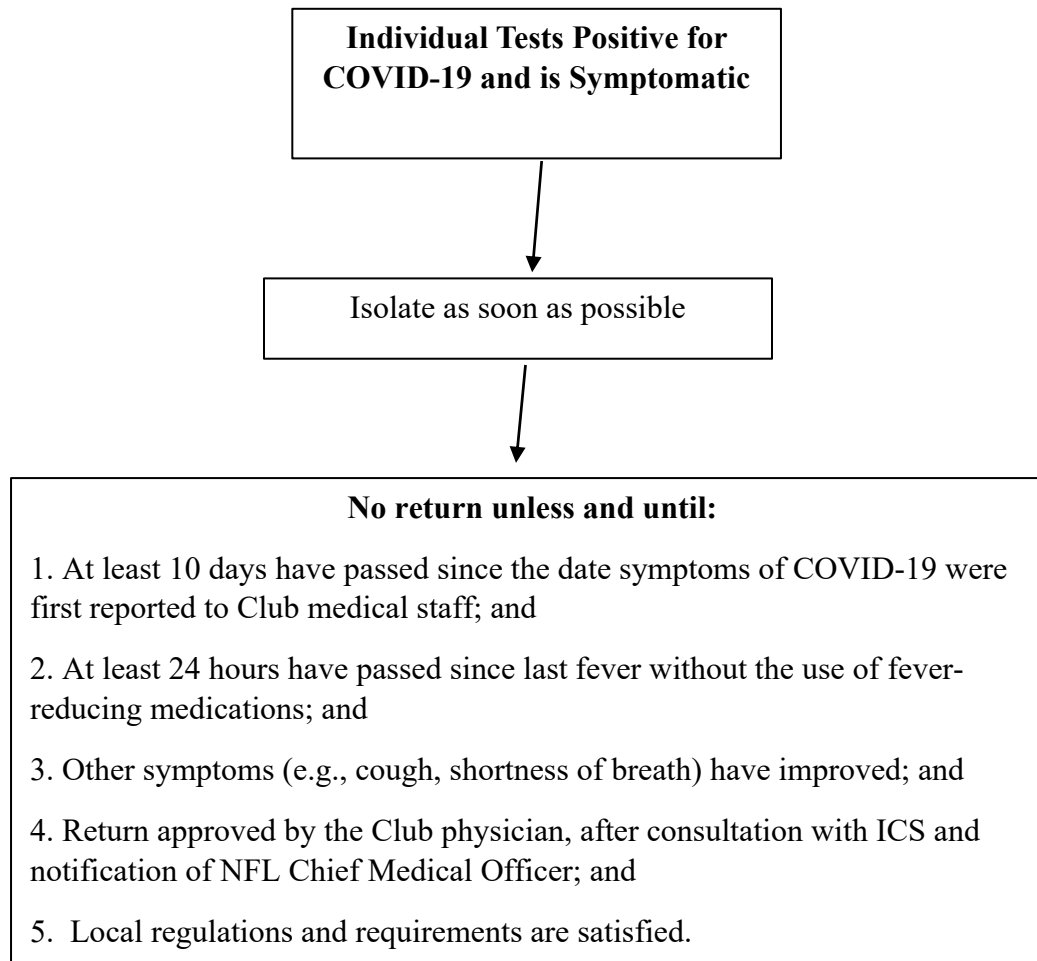 Individual Tests Positive for
COVID-19 and is Symptomatic
Isolate as soon as possible
No return unless and until:
1. At least 10 days have passed since the date symptoms of COVID-19 were
first reported to Club medical staff; and
2. At least 24 hours have passed since last fever without the use of fever-
reducing medications; and
3. Other symptoms (e.g., cough, shortness of breath) have improved; and
4. Return approved by the Club physician, after consultation with ICS and
notification of NFL Chief Medical Officer; and
5. Local regulations and requirements are satisfied.